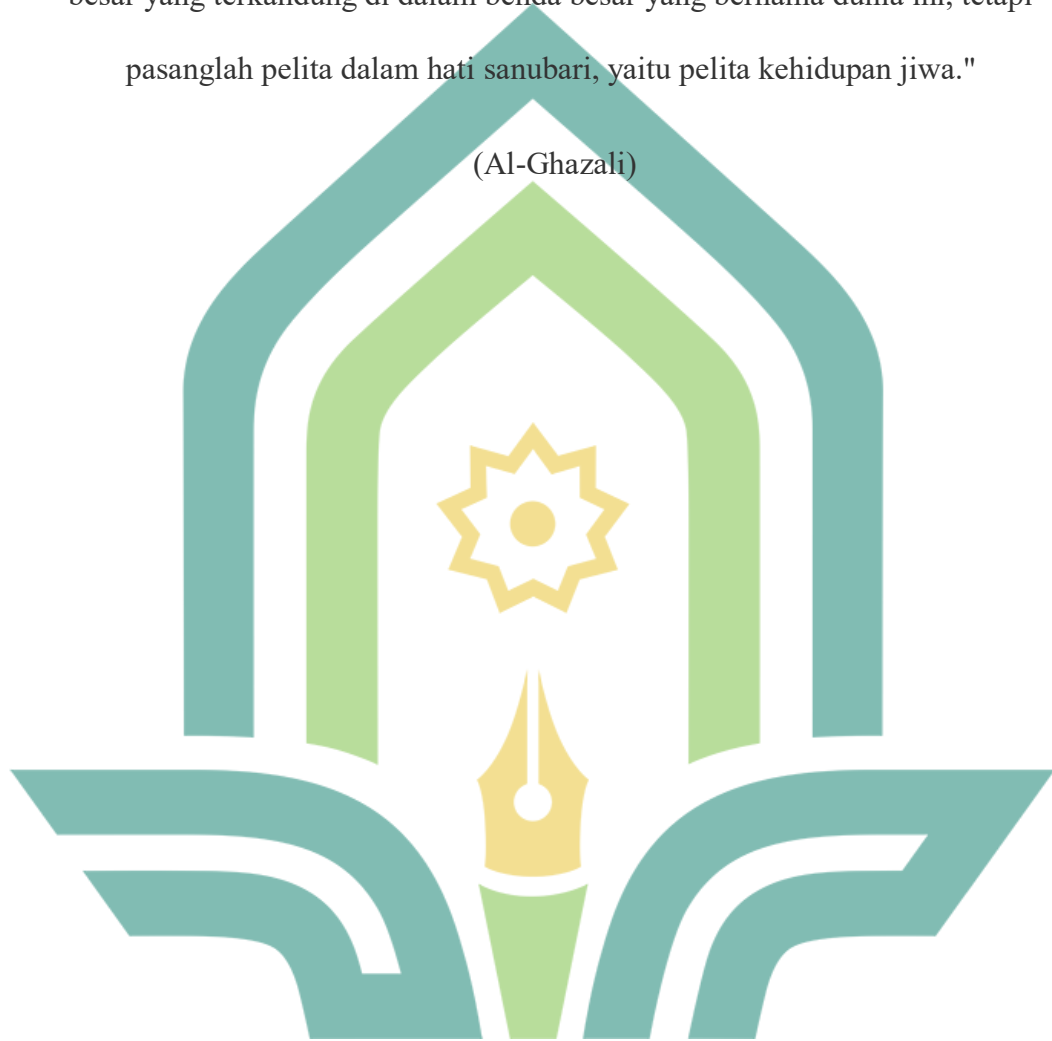 besar yang terkandung di dalam benda besar yang bernama dunia ini, tetapi
pasanglah pelita dalam hati sanubari, yaitu pelita kehidupan jiwa."
(Al-Ghazali)